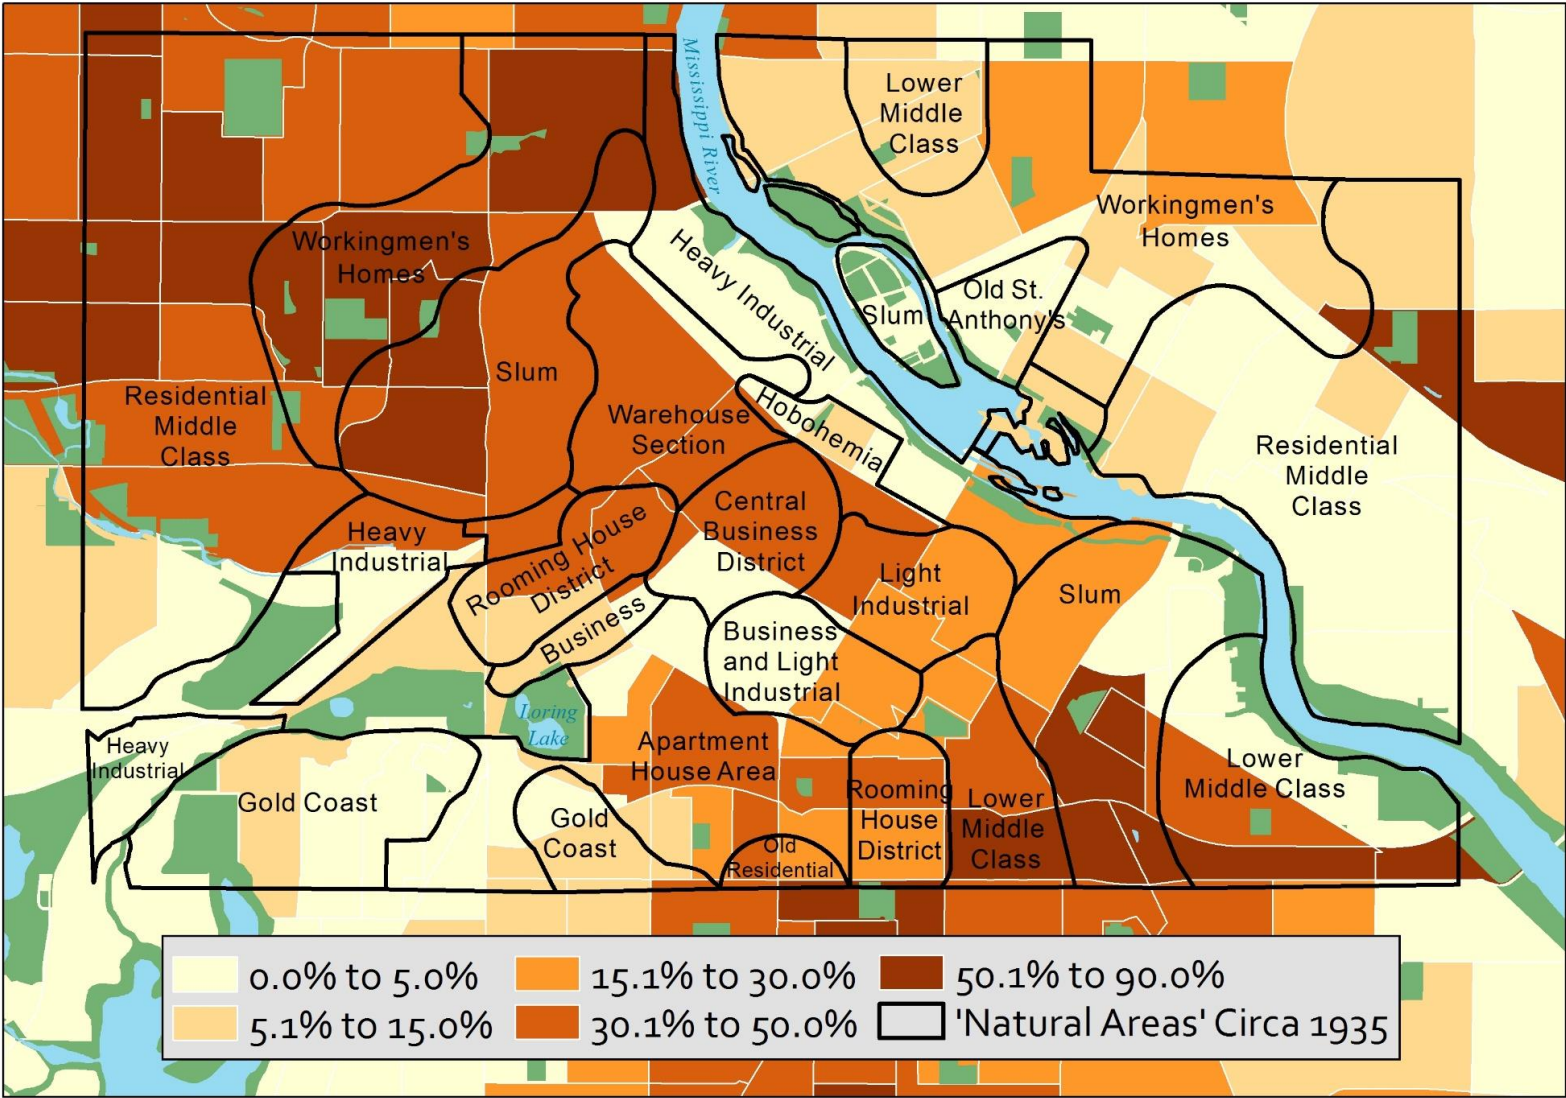 Mississippi River
Lower
Middle
Class
Workingmen's
Homes
Workingmen's
Homes
Heavy Industrial
Old St.
Anthony's
Slum
Slum
Residential
Middle
Class
Warehouse
Section
Hobohemia
Residential
Middle
Class
Central
Business
District
Heavy
Industrial
Rooming House
District
Light
Industrial
Slum
Business
Business
and Light
Industrial
Loring
Lake
Heavy
Industrial
Apartment
House Area
Lower
Middle Class
Gold Coast
Gold
Coast
Rooming
House
District
Lower
Middle
Class
Old
Residential
0.0% to 5.0%
15.1% to 30.0%
50.1% to 90.0%
5.1% to 15.0%
30.1% to 50.0%
'Natural Areas' Circa 1935